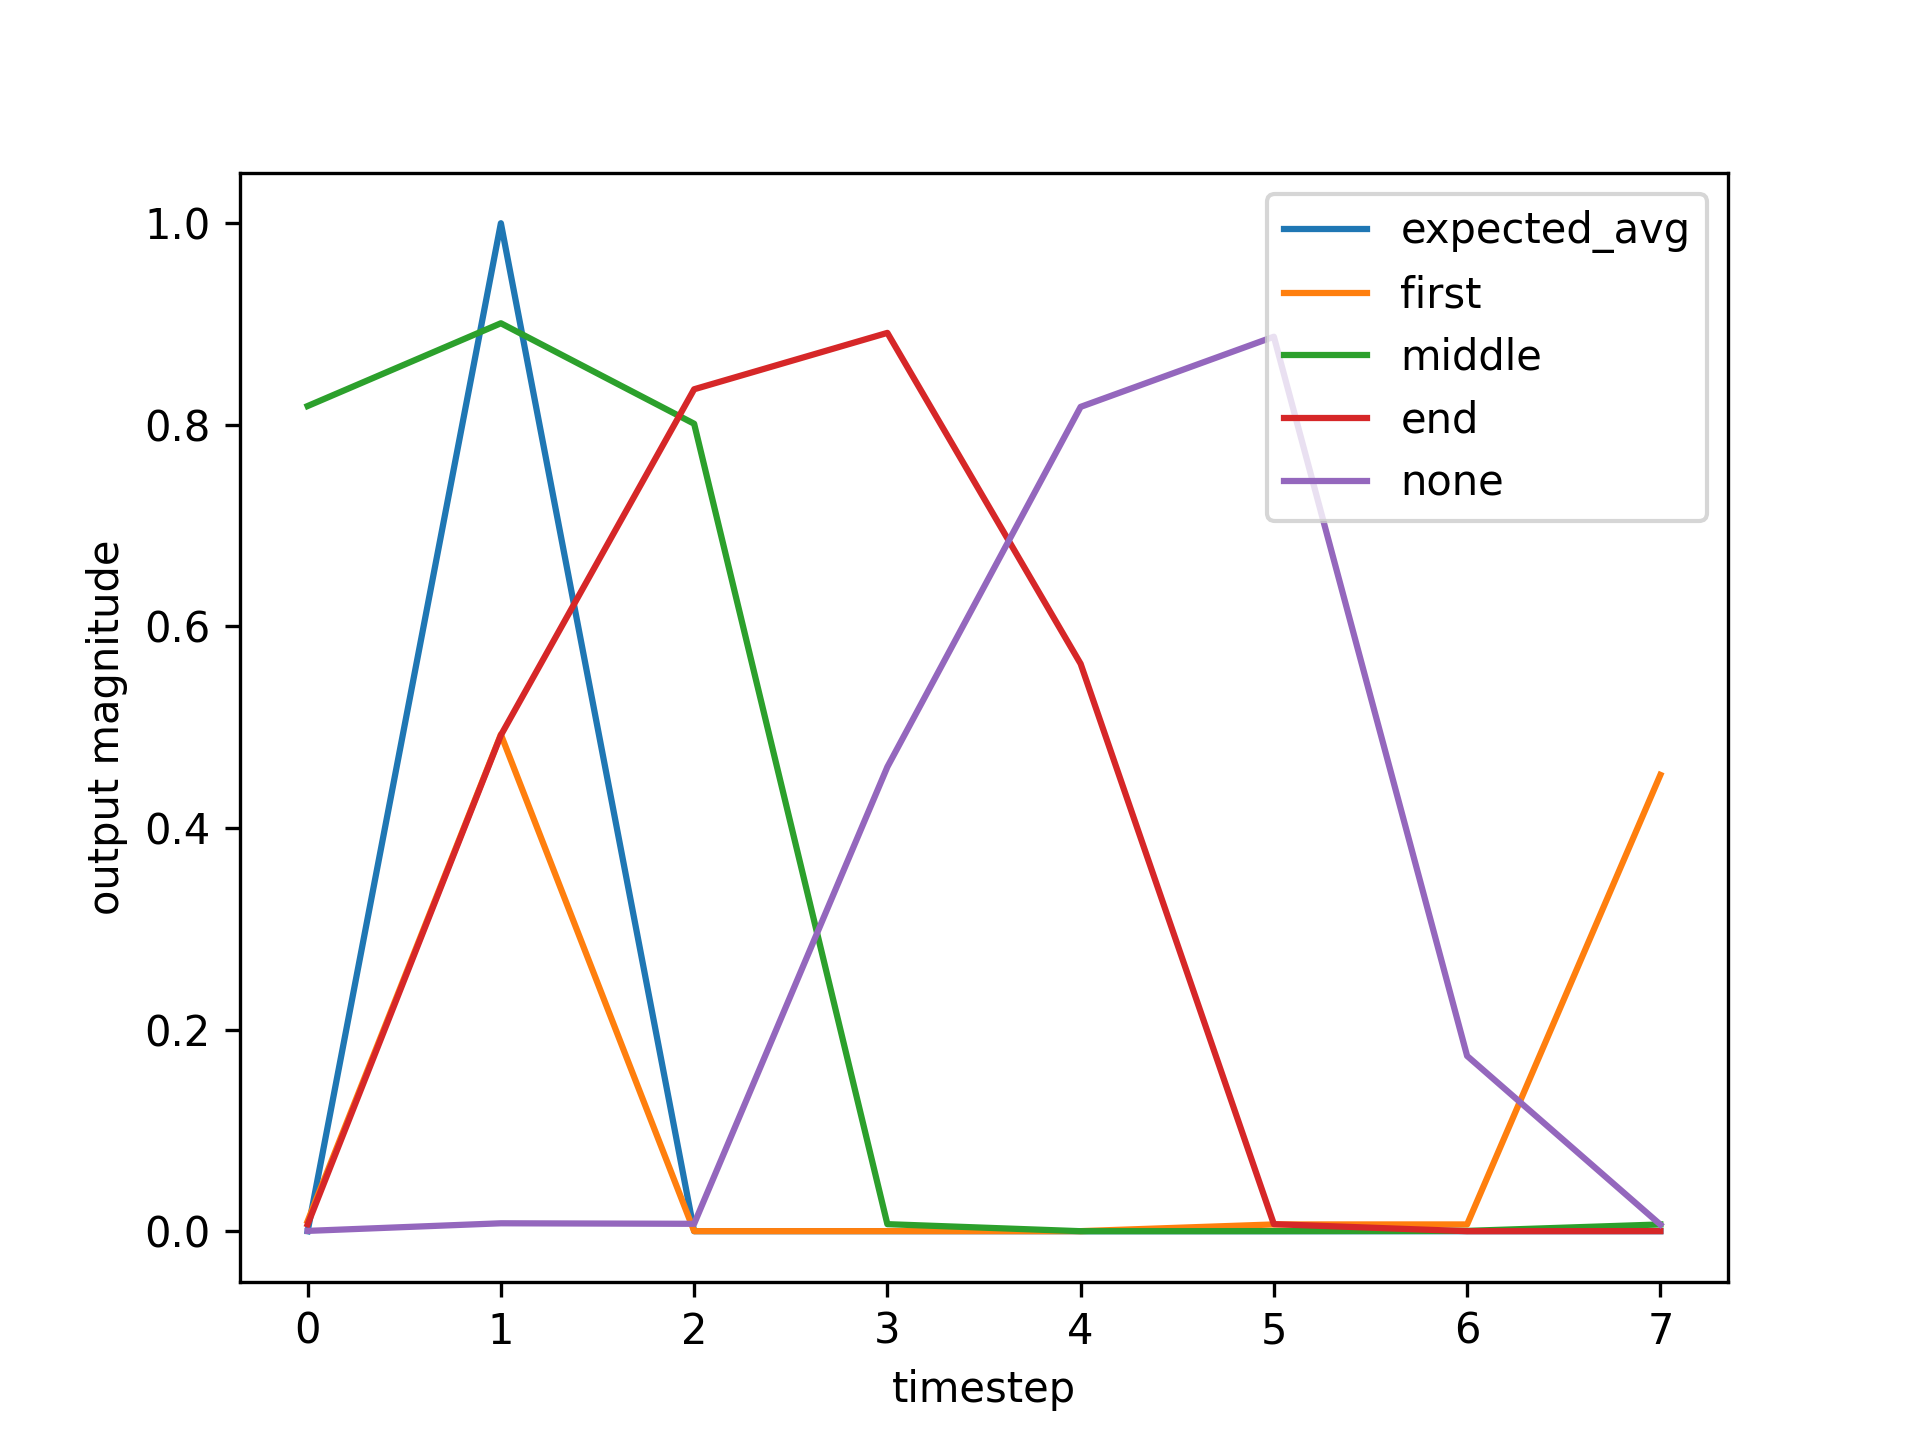 expected_avg
first
middle
end
none
1.0
0.8
0.6
0.4
0.2
0.0
output magnitude
0 1 2 3 4 5 6 7
timestep